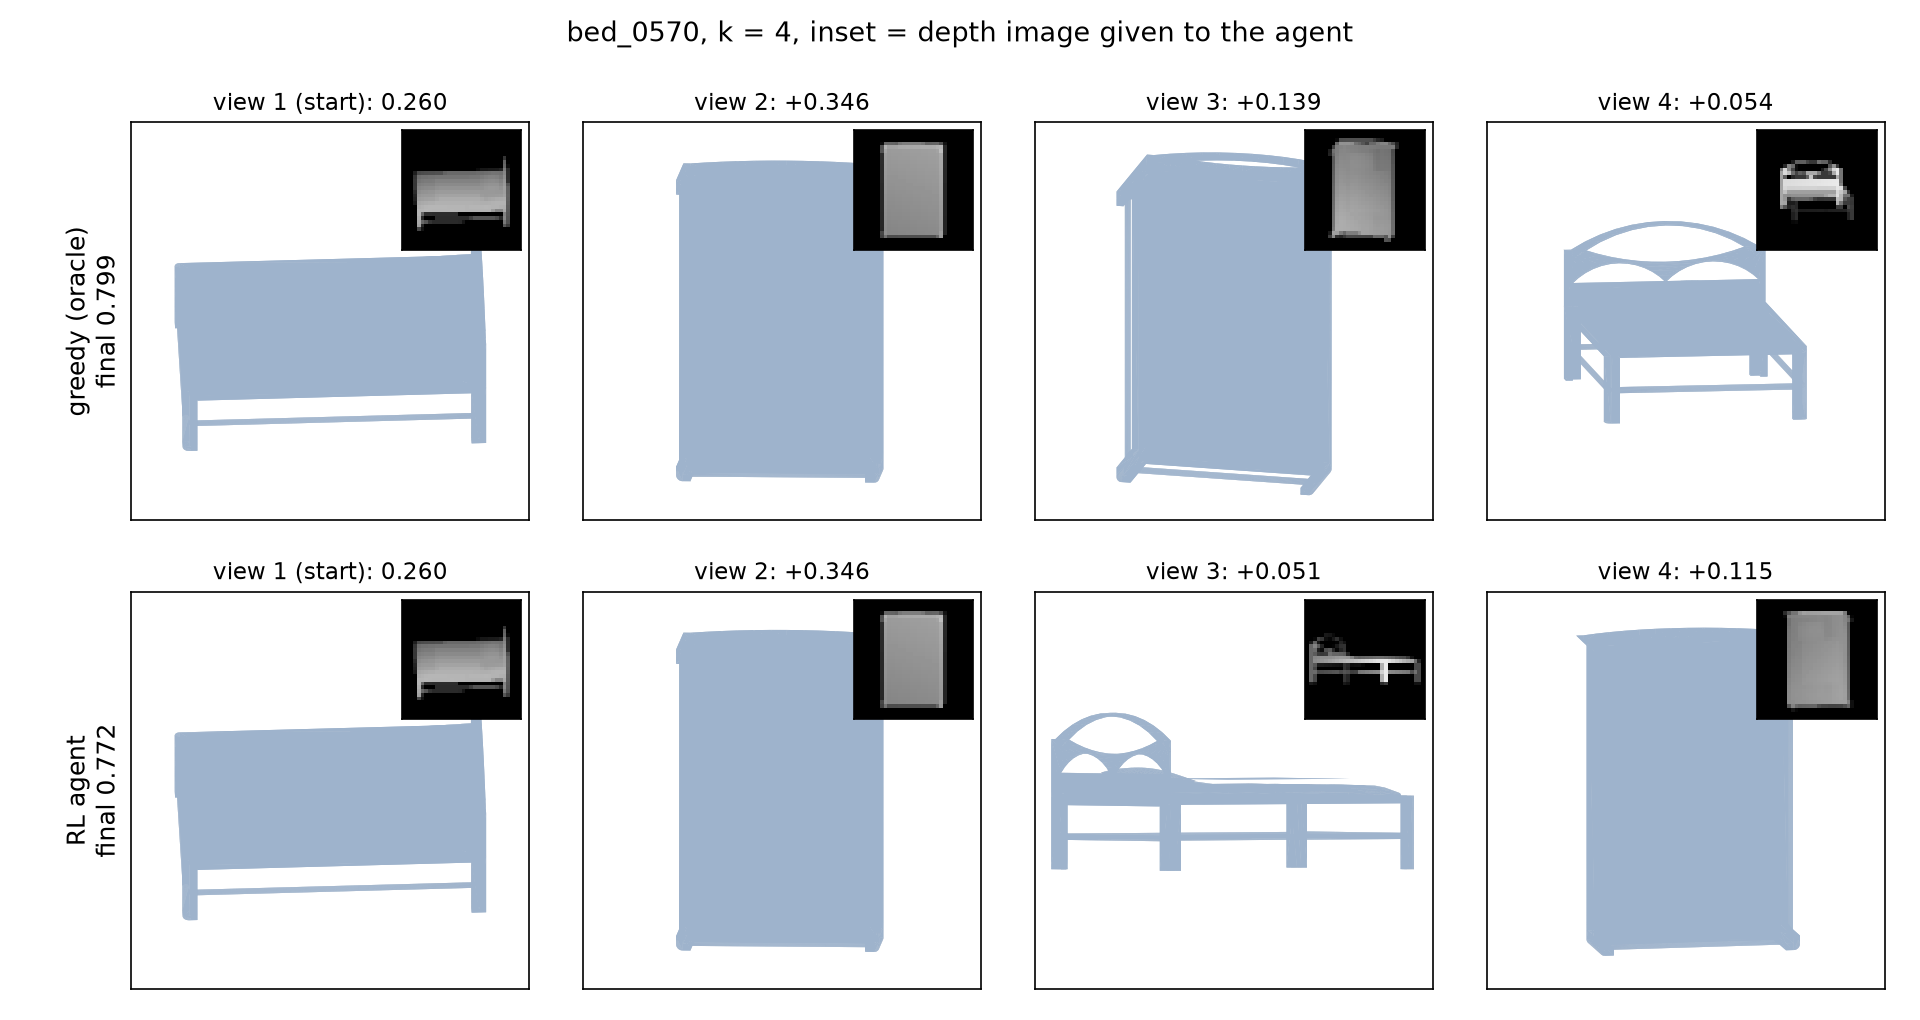 bed_0570, k = 4, inset = depth image given to the agent
view 1 (start): 0.260
view 2: +0.346
view 3: +0.139
view 4: +0.054
greedy (oracle)
final 0.799
view 1 (start): 0.260
view 2: +0.346
view 3: +0.051
view 4: +0.115
RL agent
final 0.772